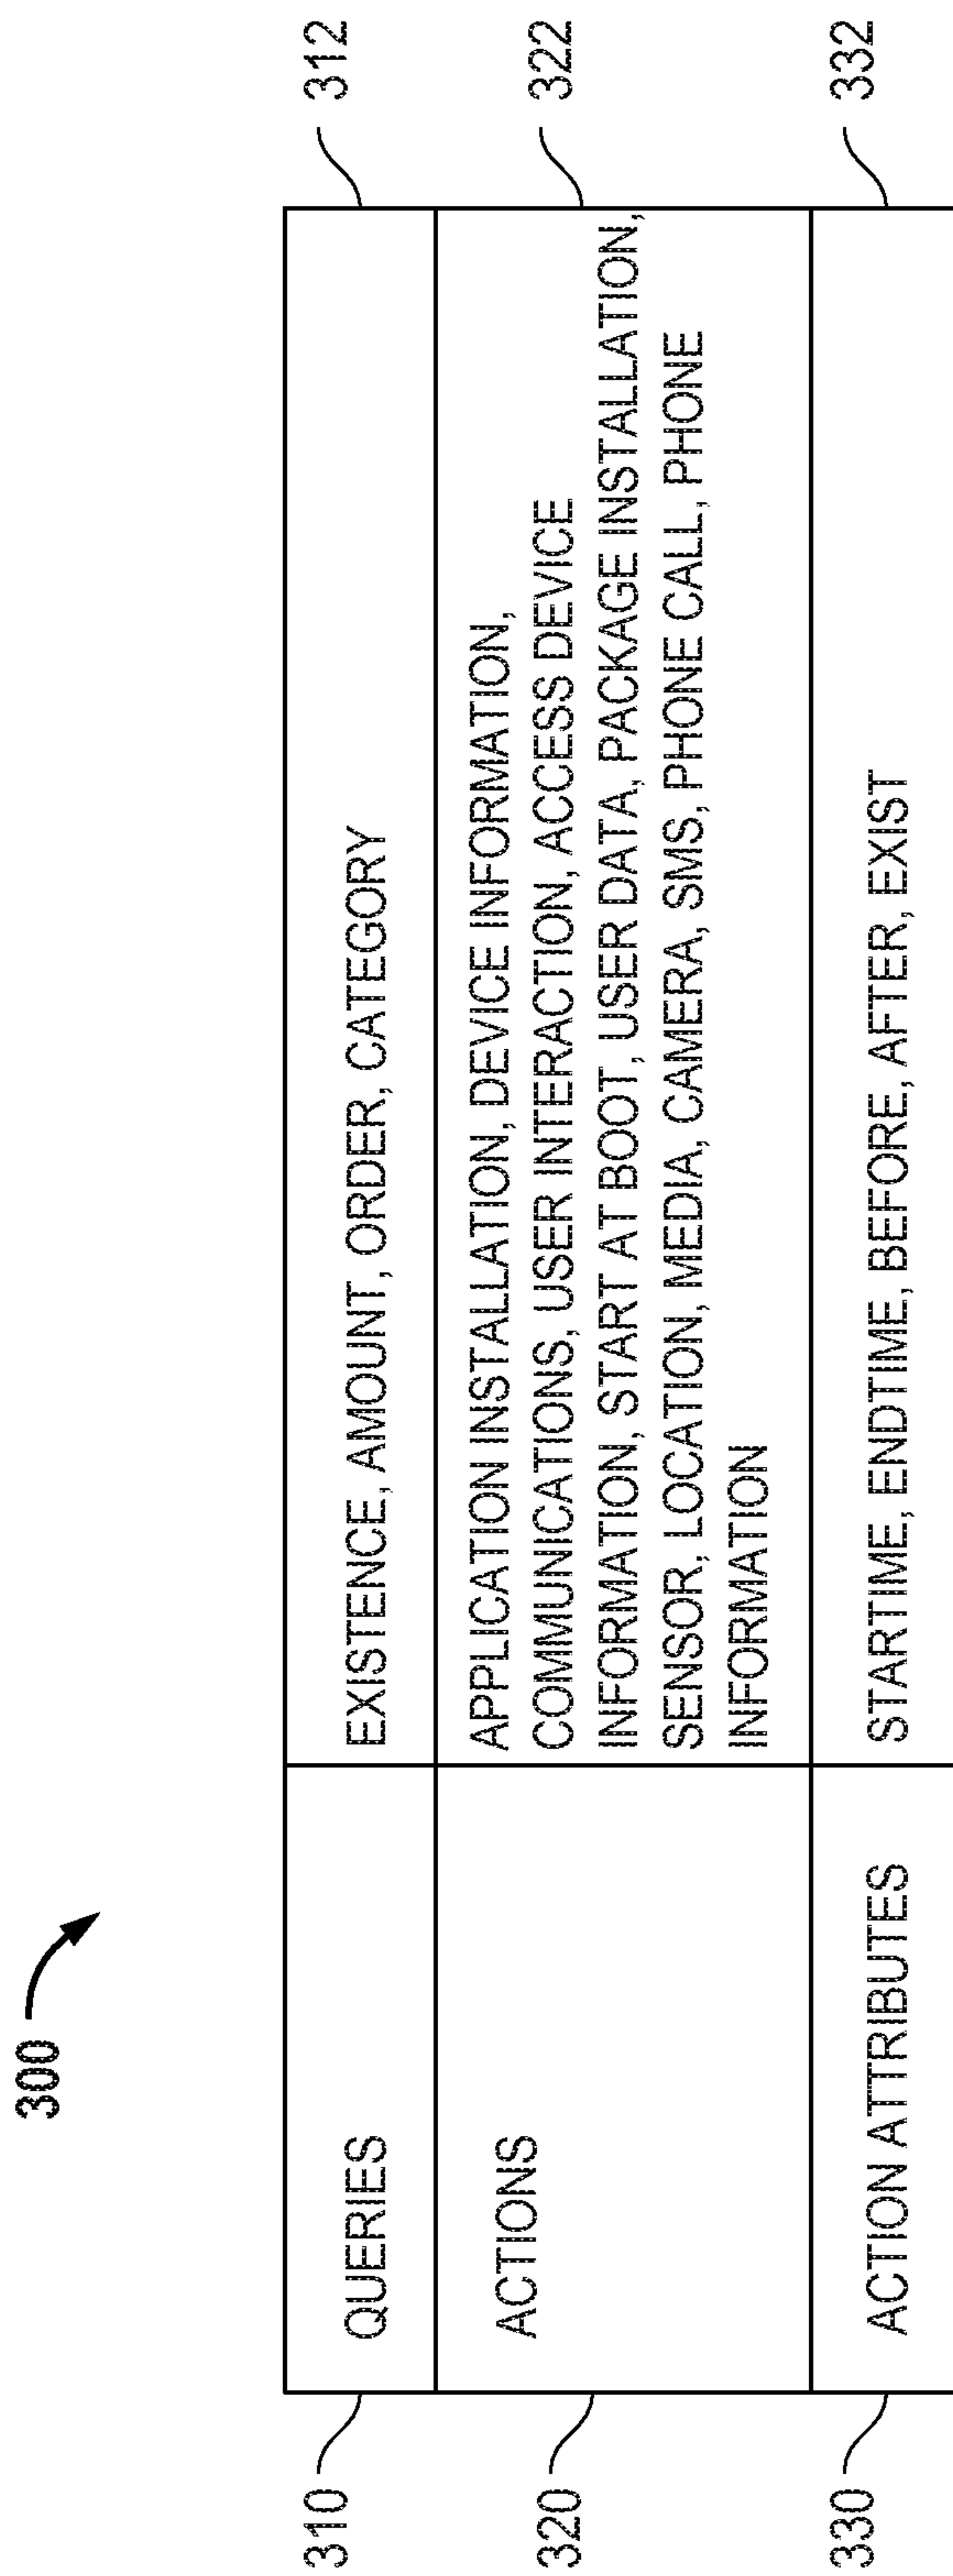 300
310
QUERIES
EXISTENCE, AMOUNT, ORDER, CATEGORY
312
320
ACTIONS
APPLICATION INSTALLATION, DEVICE INFORMATION,
COMMUNICATIONS, USER INTERACTION, ACCESS DEVICE
INFORMATION, START AT BOOT, USER DATA, PACKAGE INSTALLATION,
SENSOR, LOCATION, MEDIA, CAMERA, SMS, PHONE CALL, PHONE
INFORMATION
322
330
ACTION ATTRIBUTES
STARTIME, ENDTIME, BEFORE, AFTER, EXIST
332